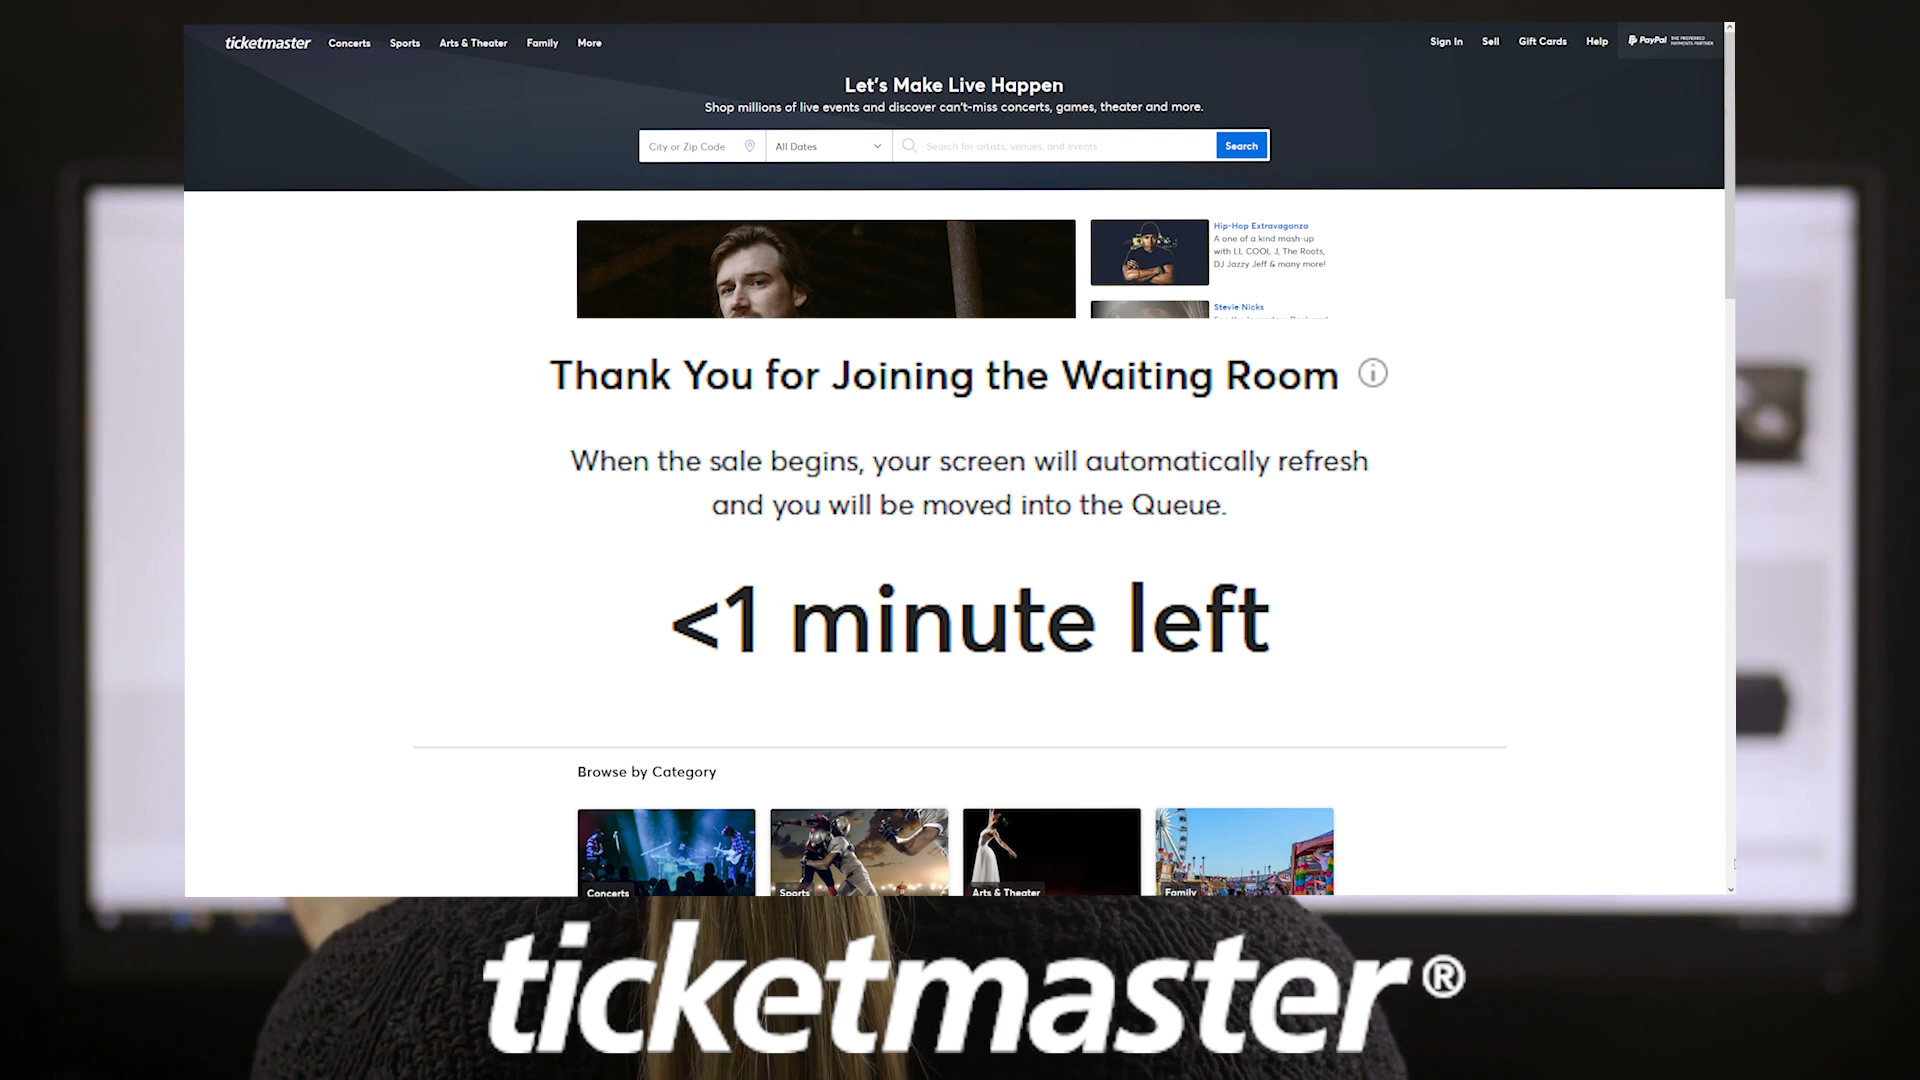 ticketmaster Concerts Sports Arts & Theater Family More
Sign In Sell Gift Cards Help PayPal THE PREFERRED
PAYMENTS PARTNER
Let's Make Live Happen
Shop millions of live events and discover can't-miss concerts, games, theater and more.
City or Zip Code All Dates Search for artists, venues, and events Search
Hip-Hop Extravaganza
A one of a kind mash-up
with LL COOL J, The Roots,
DJ Jazzy Jeff & many more!
Stevie Nicks
Thank You for Joining the Waiting Room
When the sale begins, your screen will automatically refresh
and you will be moved into the Queue.
<1 minute left
Browse by Category
Concerts
Sports
Arts & Theater
Family
ticketmaster®